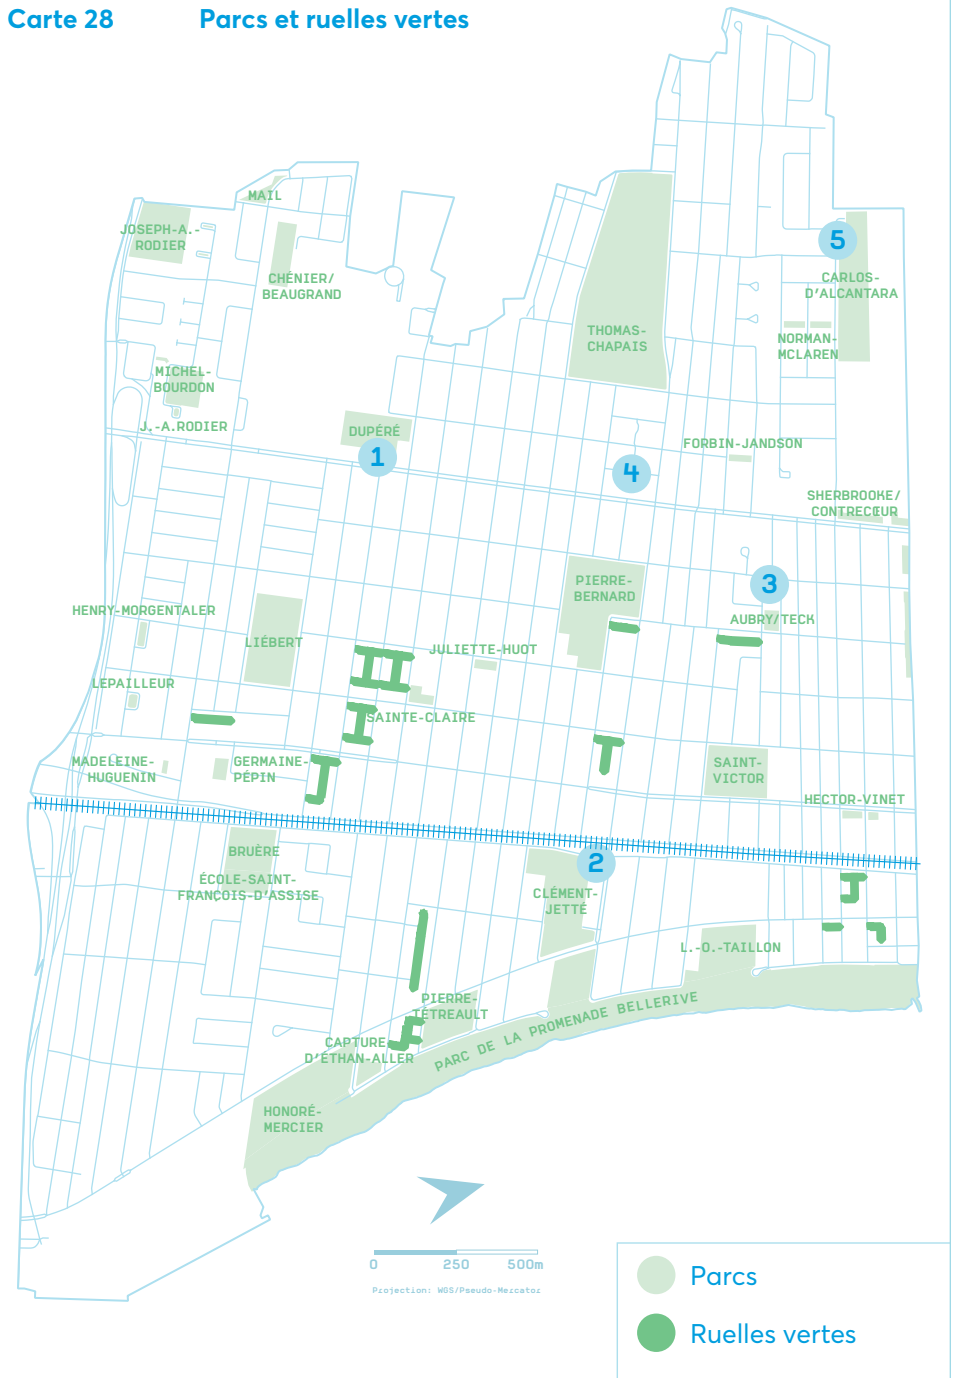 Carte 28 Parcs et ruelles vertes
MAIL
JOSEPH-A.-
RODIER
5
CHÉNIER/
BEAUGRAND
CARLOS-
D'ALCANTARA
THOMAS-
CHAPAIS
NORMAN-
MCLAREN
MICHEL-
BOURDON
J.-A.RODIER
DUPÉRÉ
1
FORBIN-JANDSON
4
SHERBROOKE/
CONTRECŒUR
PIERRE-
BERNARD
3
HENRY-MORGENTALER
AUBRY/TECK
LIÉBERT
JULIETTE-HUOT
LEPAILLEUR
SAINTE-CLAIRE
MADELEINE-
HUGUENIN
GERMAINE-
PÉPIN
SAINT-
VICTOR
HECTOR-VINET
BRUÈRE
2
ÉCOLE-SAINT-
FRANÇOIS-D'ASSISE
CLÉMENT-
JETTÉ
L.-O.-TAILLON
PIERRE-
TÉTREAULT
PARC DE LA PROMENADE BELLERIVE
CAPTURE
D'ÉTHAN-ALLER
HONORÉ-
MERCIER
0 250 500m
Projection: WGS/Pseudo-Mercator
Parcs
Ruelles vertes